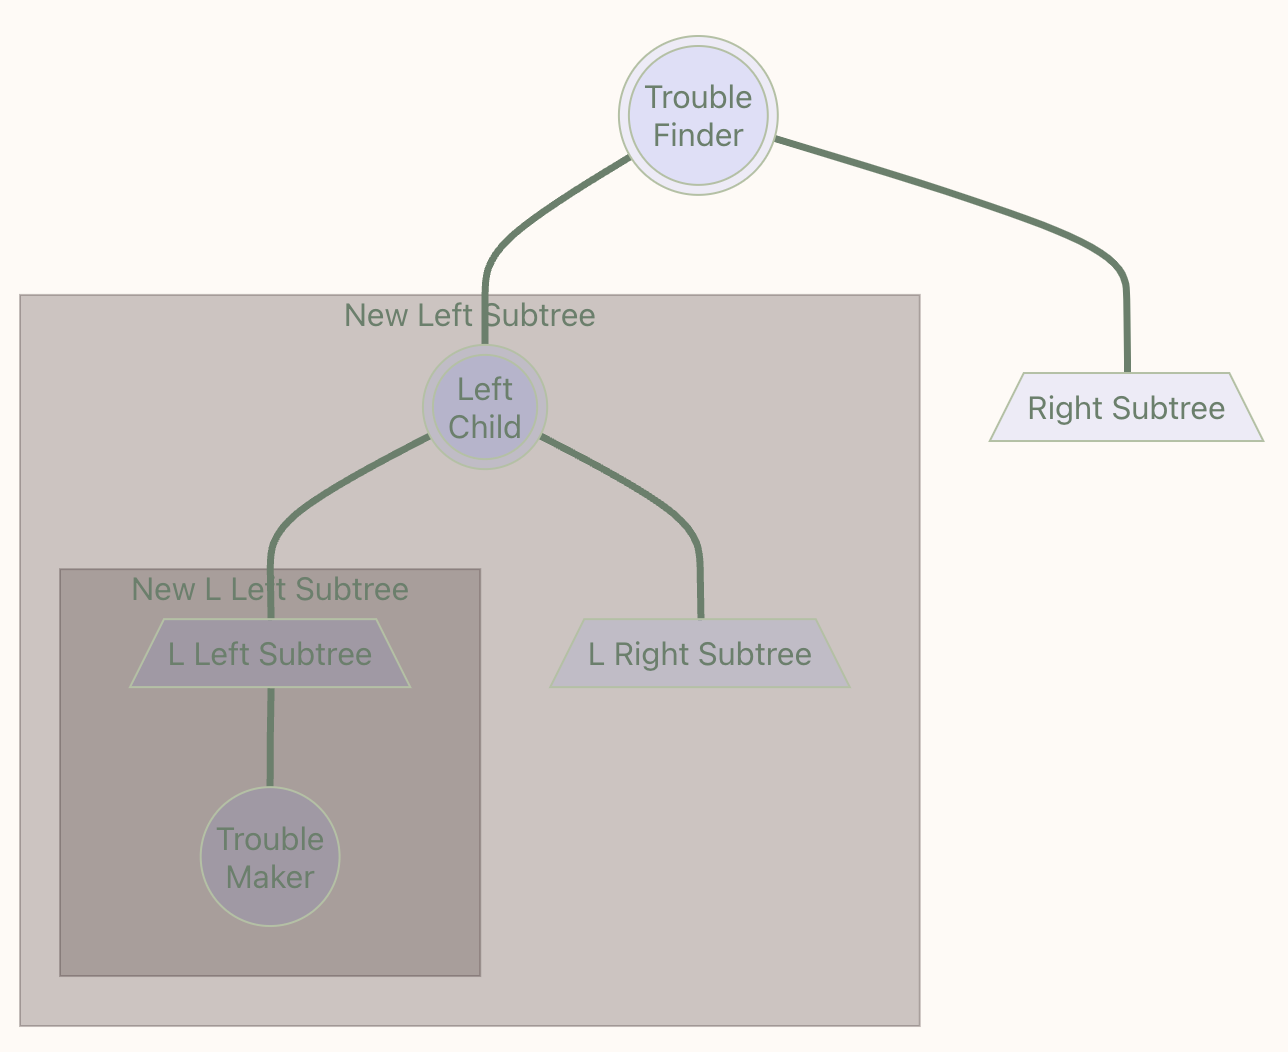 Trouble
Finder
New Left Subtree
Left
Child
Right Subtree
New L Left Subtree
L Left Subtree
L Right Subtree
Trouble
Maker